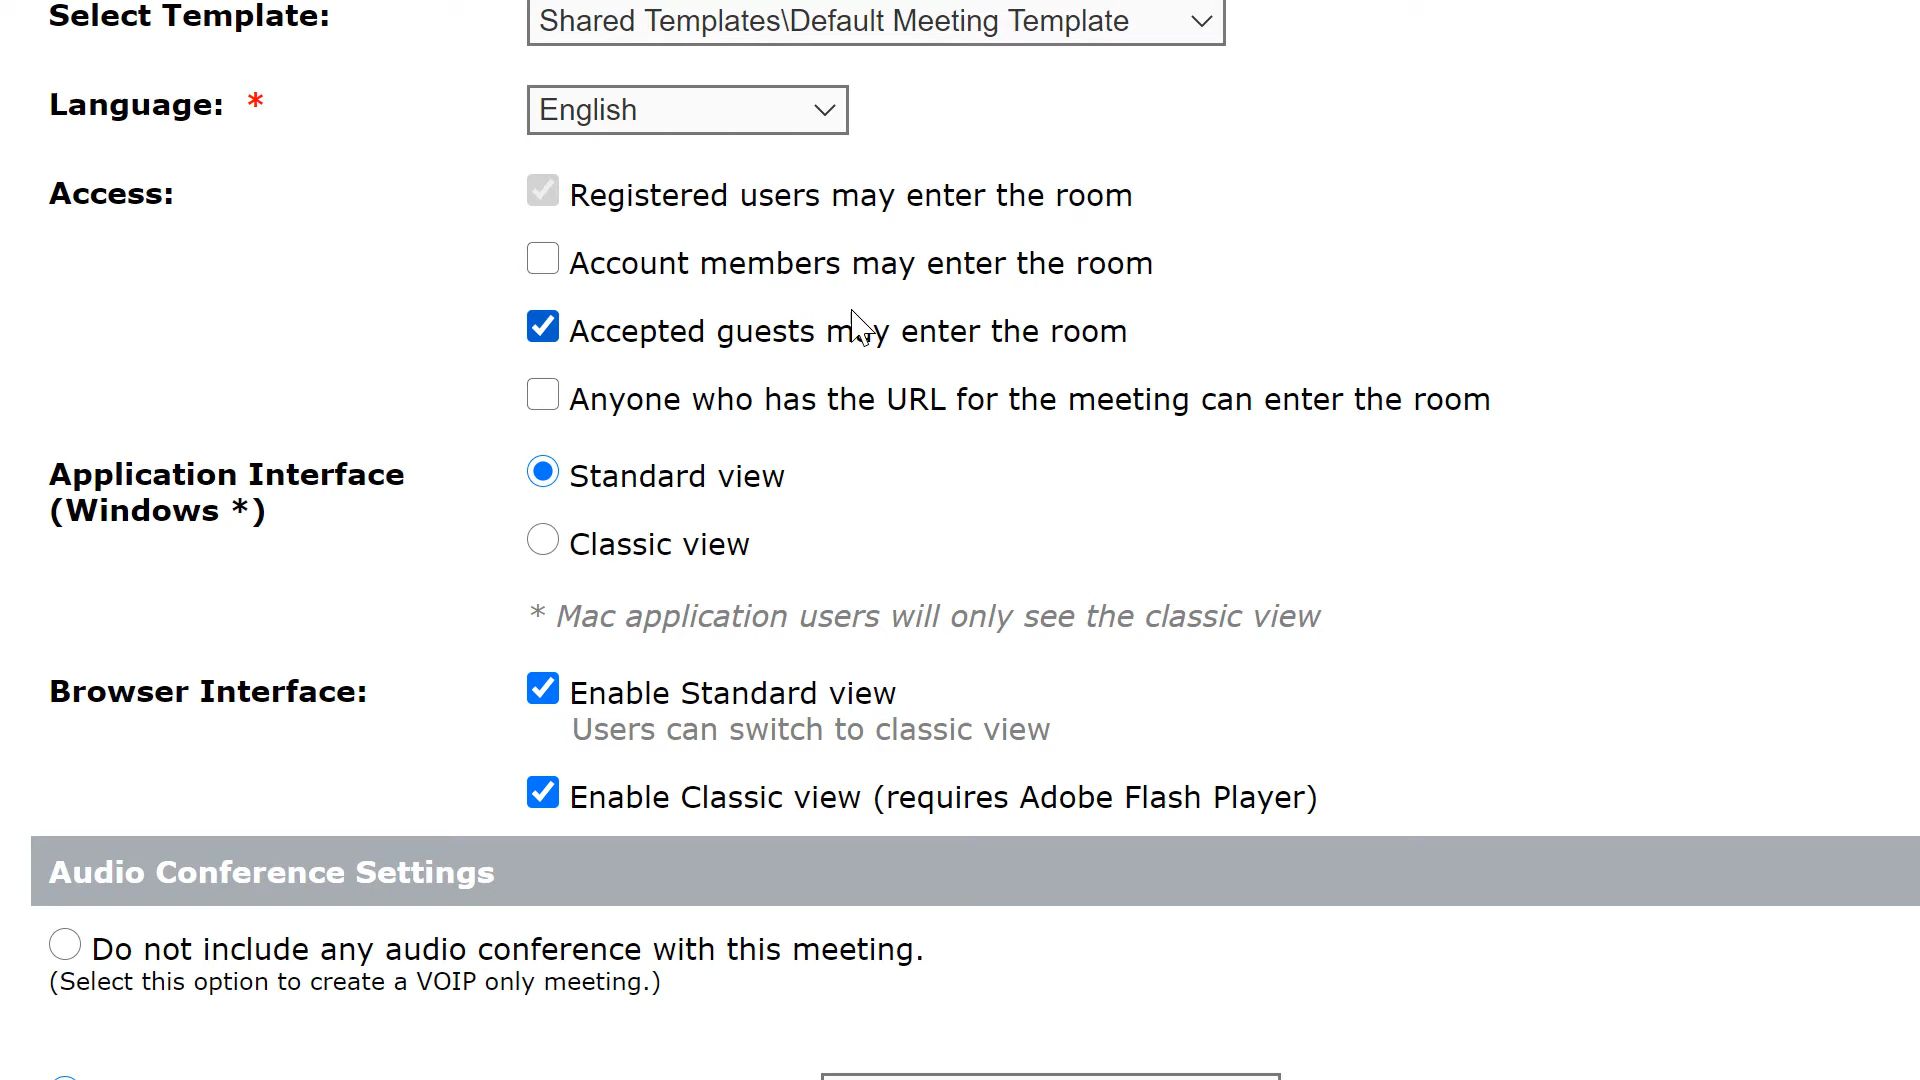 Select Template: Shared Templates\Default Meeting Template
Language: * English
Access: Registered users may enter the room
Account members may enter the room
Accepted guests may enter the room
Anyone who has the URL for the meeting can enter the room
Application Interface Standard view
(Windows *)
Classic view
* Mac application users will only see the classic view
Browser Interface: Enable Standard view
Users can switch to classic view
Enable Classic view (requires Adobe Flash Player)
Audio Conference Settings
Do not include any audio conference with this meeting.
(Select this option to create a VOIP only meeting.)